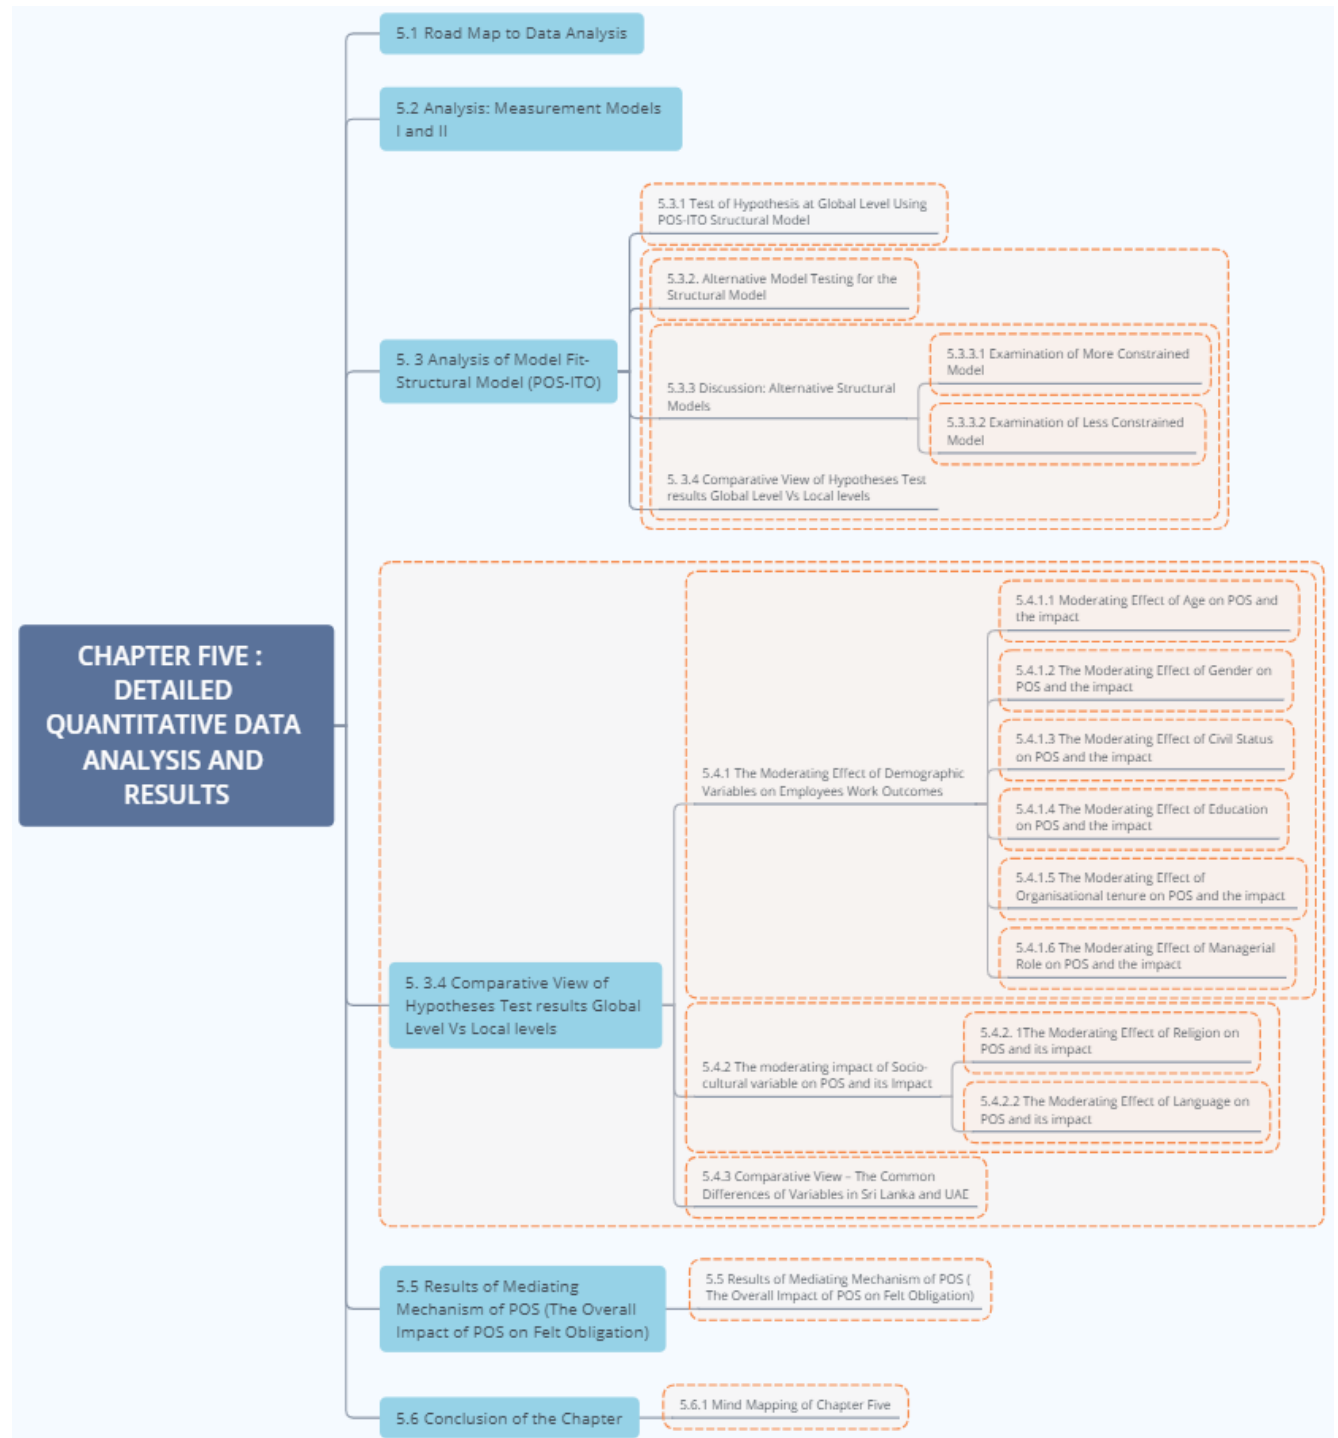 5.1 Road Map to Data Analysis
5.2 Analysis: Measurement Models
I and II
5.3.1 Test of Hypothesis at Global Level Using
POS-ITO Structural Model
5.3.2. Alternative Model Testing for the
Structural Model
5. 3 Analysis of Model Fit-
Structural Model (POS-ITO)
5.3.3 Discussion: Alternative Structural
Models
5.3.3.1 Examination of More Constrained
Model
5.3.3.2 Examination of Less Constrained
Model
5. 3.4 Comparative View of Hypotheses Test
results Global Level Vs Local levels
CHAPTER FIVE :
DETAILED
QUANTITATIVE DATA
ANALYSIS AND
RESULTS
5. 3.4 Comparative View of
Hypotheses Test results Global
Level Vs Local levels
5.4.1 The Moderating Effect of Demographic
Variables on Employees Work Outcomes
5.4.1.1 Moderating Effect of Age on POS and
the impact
5.4.1.2 The Moderating Effect of Gender on
POS and the impact
5.4.1.3 The Moderating Effect of Civil Status
on POS and the impact
5.4.1.4 The Moderating Effect of Education
on POS and the impact
5.4.1.5 The Moderating Effect of
Organisational tenure on POS and the impact
5.4.1.6 The Moderating Effect of Managerial
Role on POS and the impact
5.4.2 The moderating impact of Socio-
cultural variable on POS and its Impact
5.4.2. 1The Moderating Effect of Religion on
POS and its impact
5.4.2.2 The Moderating Effect of Language on
POS and its impact
5.4.3 Comparative View – The Common
Differences of Variables in Sri Lanka and UAE
5.5 Results of Mediating
Mechanism of POS (The Overall
Impact of POS on Felt Obligation)
5.5 Results of Mediating Mechanism of POS (
The Overall Impact of POS on Felt Obligation)
5.6 Conclusion of the Chapter
5.6.1 Mind Mapping of Chapter Five